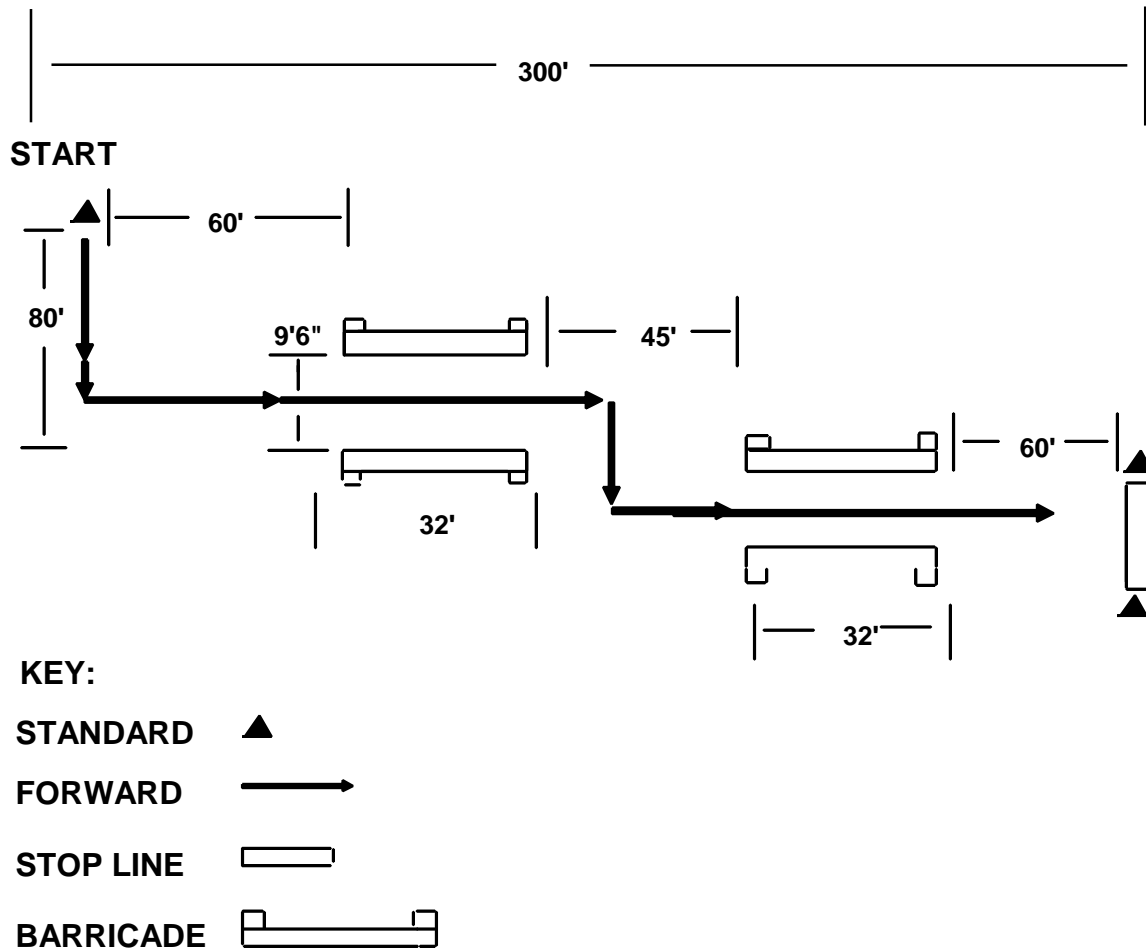 300'
START
60'
80'
9'6"
45'
60'
32'
32'
KEY:
STANDARD
FORWARD
STOP LINE
BARRICADE